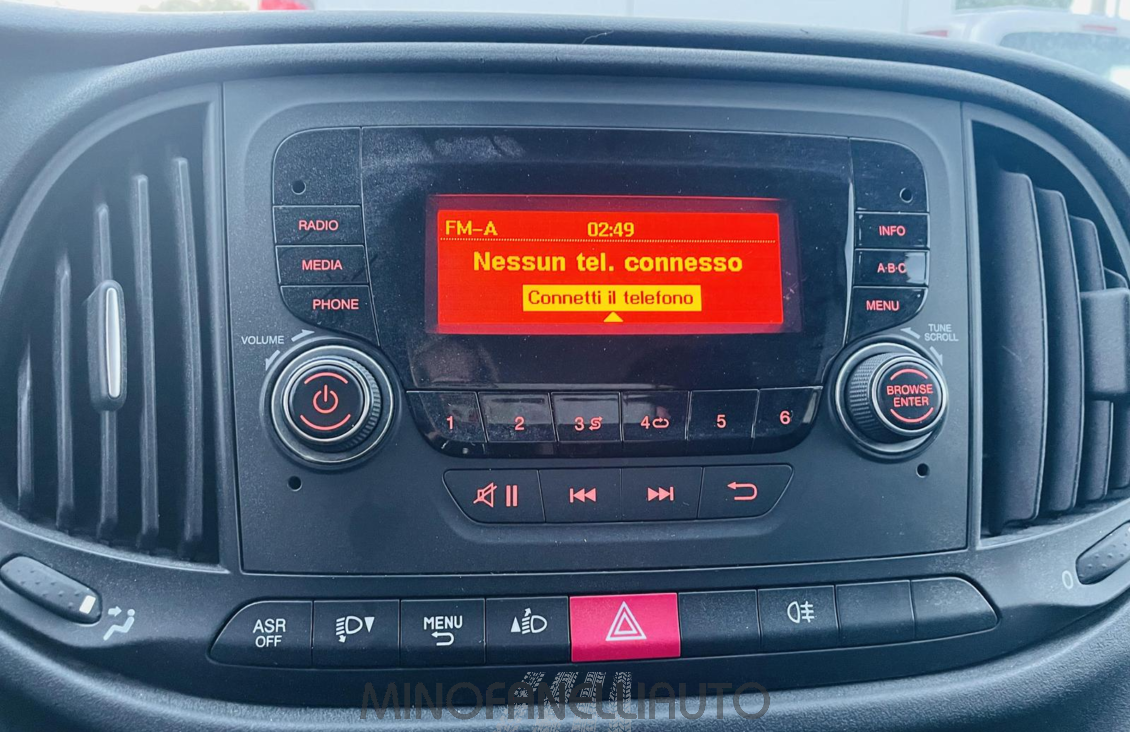 FM-A 02:49
Nessun tel. connesso
Connetti il telefono
RADIO
MEDIA
PHONE
INFO
A·B·C
MENU
VOLUME
TUNE
SCROLL
BROWSE
ENTER
1 2 3 4 5 6
ASR
OFF
MENU
0
MINOFANELLIAUTO